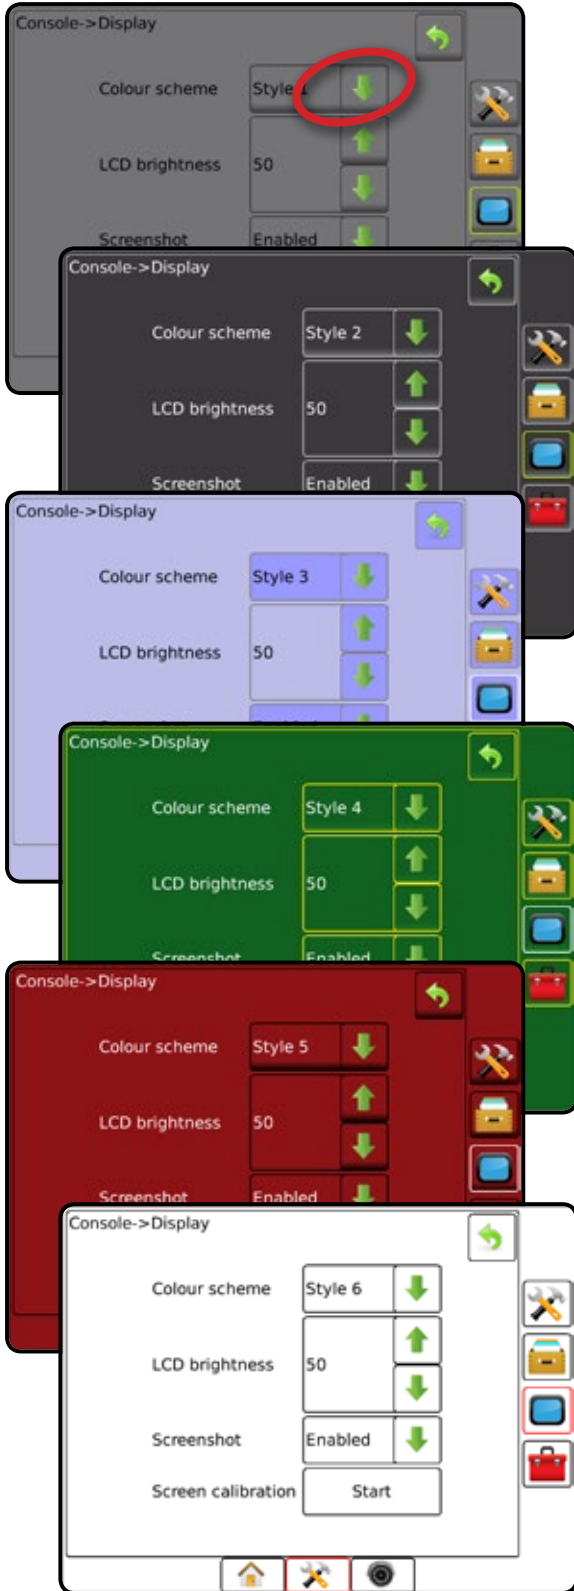 Console->Display
Colour scheme Style 1
LCD brightness 50
Screenshot Enabled
Console->Display
Colour scheme Style 2
LCD brightness 50
Screenshot Enabled
Console->Display
Colour scheme Style 3
LCD brightness 50
Console->Display
Colour scheme Style 4
LCD brightness 50
Screenshot Enabled
Console->Display
Colour scheme Style 5
LCD brightness 50
Screenshot Enabled
Console->Display
Colour scheme Style 6
LCD brightness 50
Screenshot Enabled
Screen calibration Start